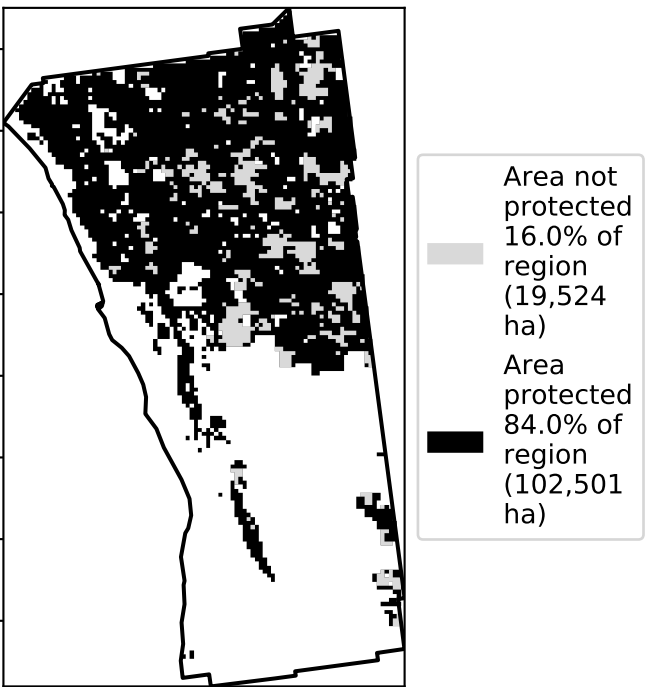 Area not
protected
16.0% of
region
(19,524
ha)
Area
protected
84.0% of
region
(102,501
ha)